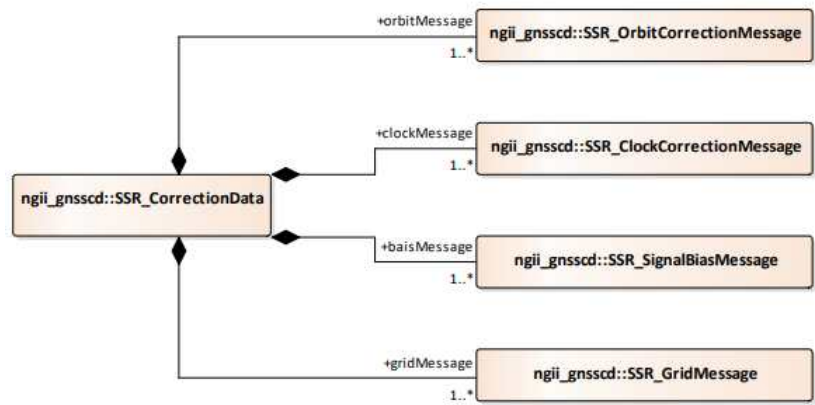 +orbitMessage
ngii_gnsscd::SSR_OrbitCorrectionMessage
1..*
+clockMessage
ngii_gnsscd::SSR_ClockCorrectionMessage
1..*
ngii_gnsscd::SSR_CorrectionData
+baisMessage
ngii_gnsscd::SSR_SignalBiasMessage
1..*
+gridMessage
ngii_gnsscd::SSR_GridMessage
1..*